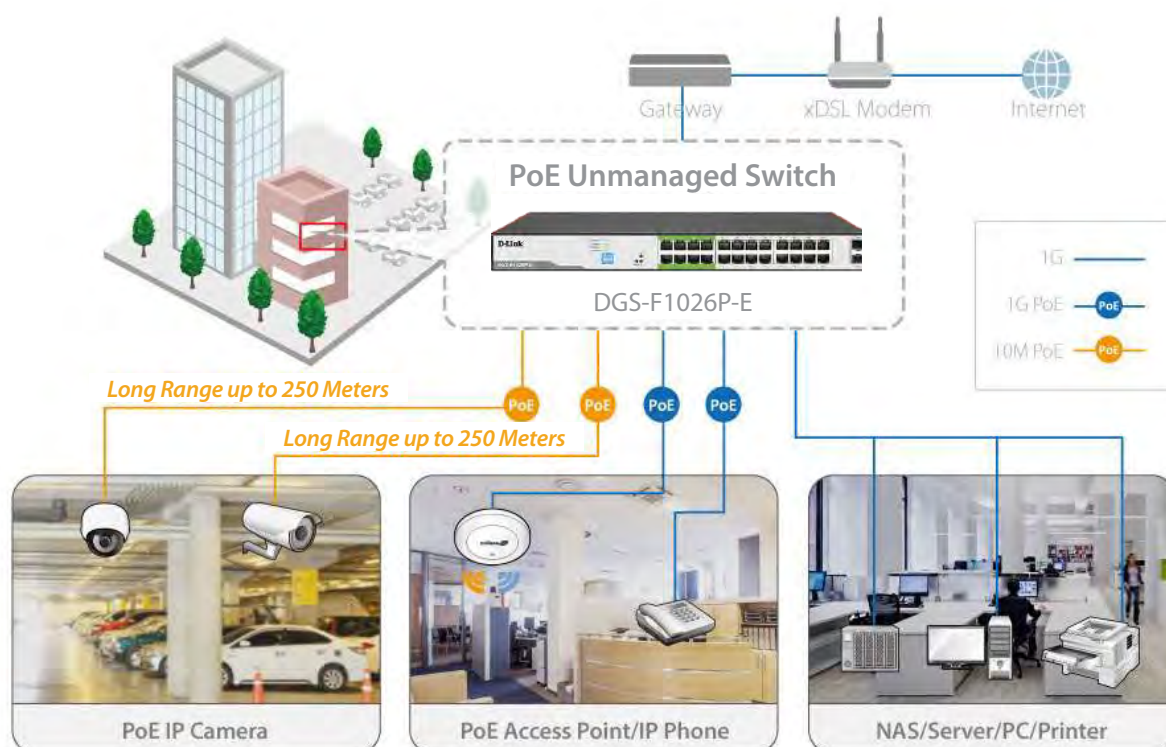 Gateway
xDSL Modem
Internet
PoE Unmanaged Switch
D-Link
DGS-F1026P-E
1G
1G PoE
PoE
10M PoE
PoE
Long Range up to 250 Meters
PoE
PoE
PoE
PoE
Long Range up to 250 Meters
PoE IP Camera
PoE Access Point/IP Phone
NAS/Server/PC/Printer